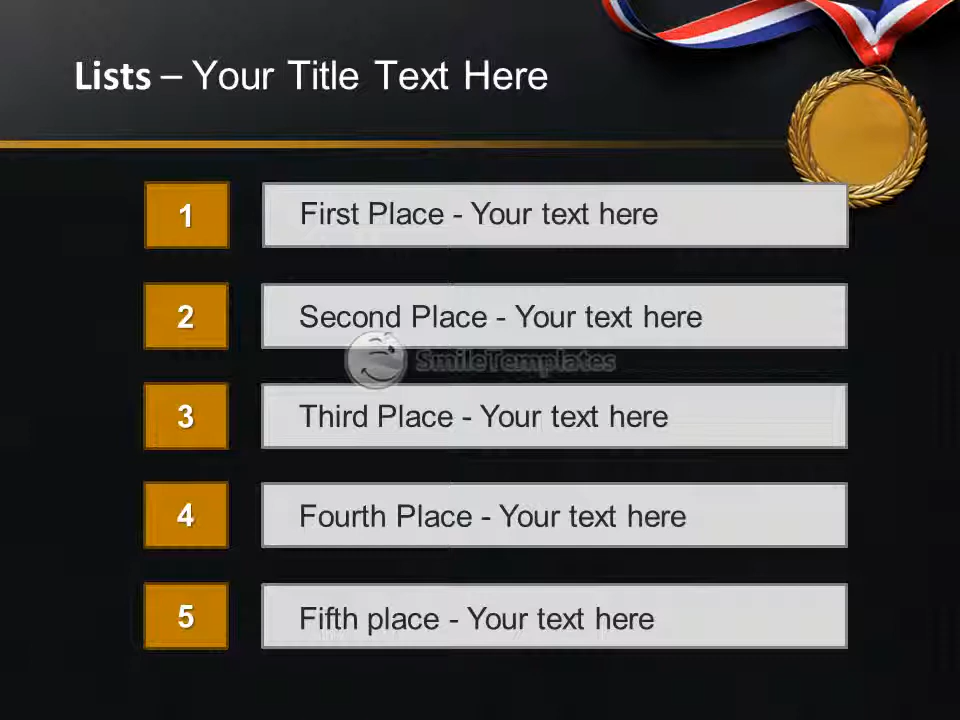 Lists – Your Title Text Here
1 First Place - Your text here
2 Second Place - Your text here
SmileTemplates
3 Third Place - Your text here
4 Fourth Place - Your text here
5 Fifth place - Your text here